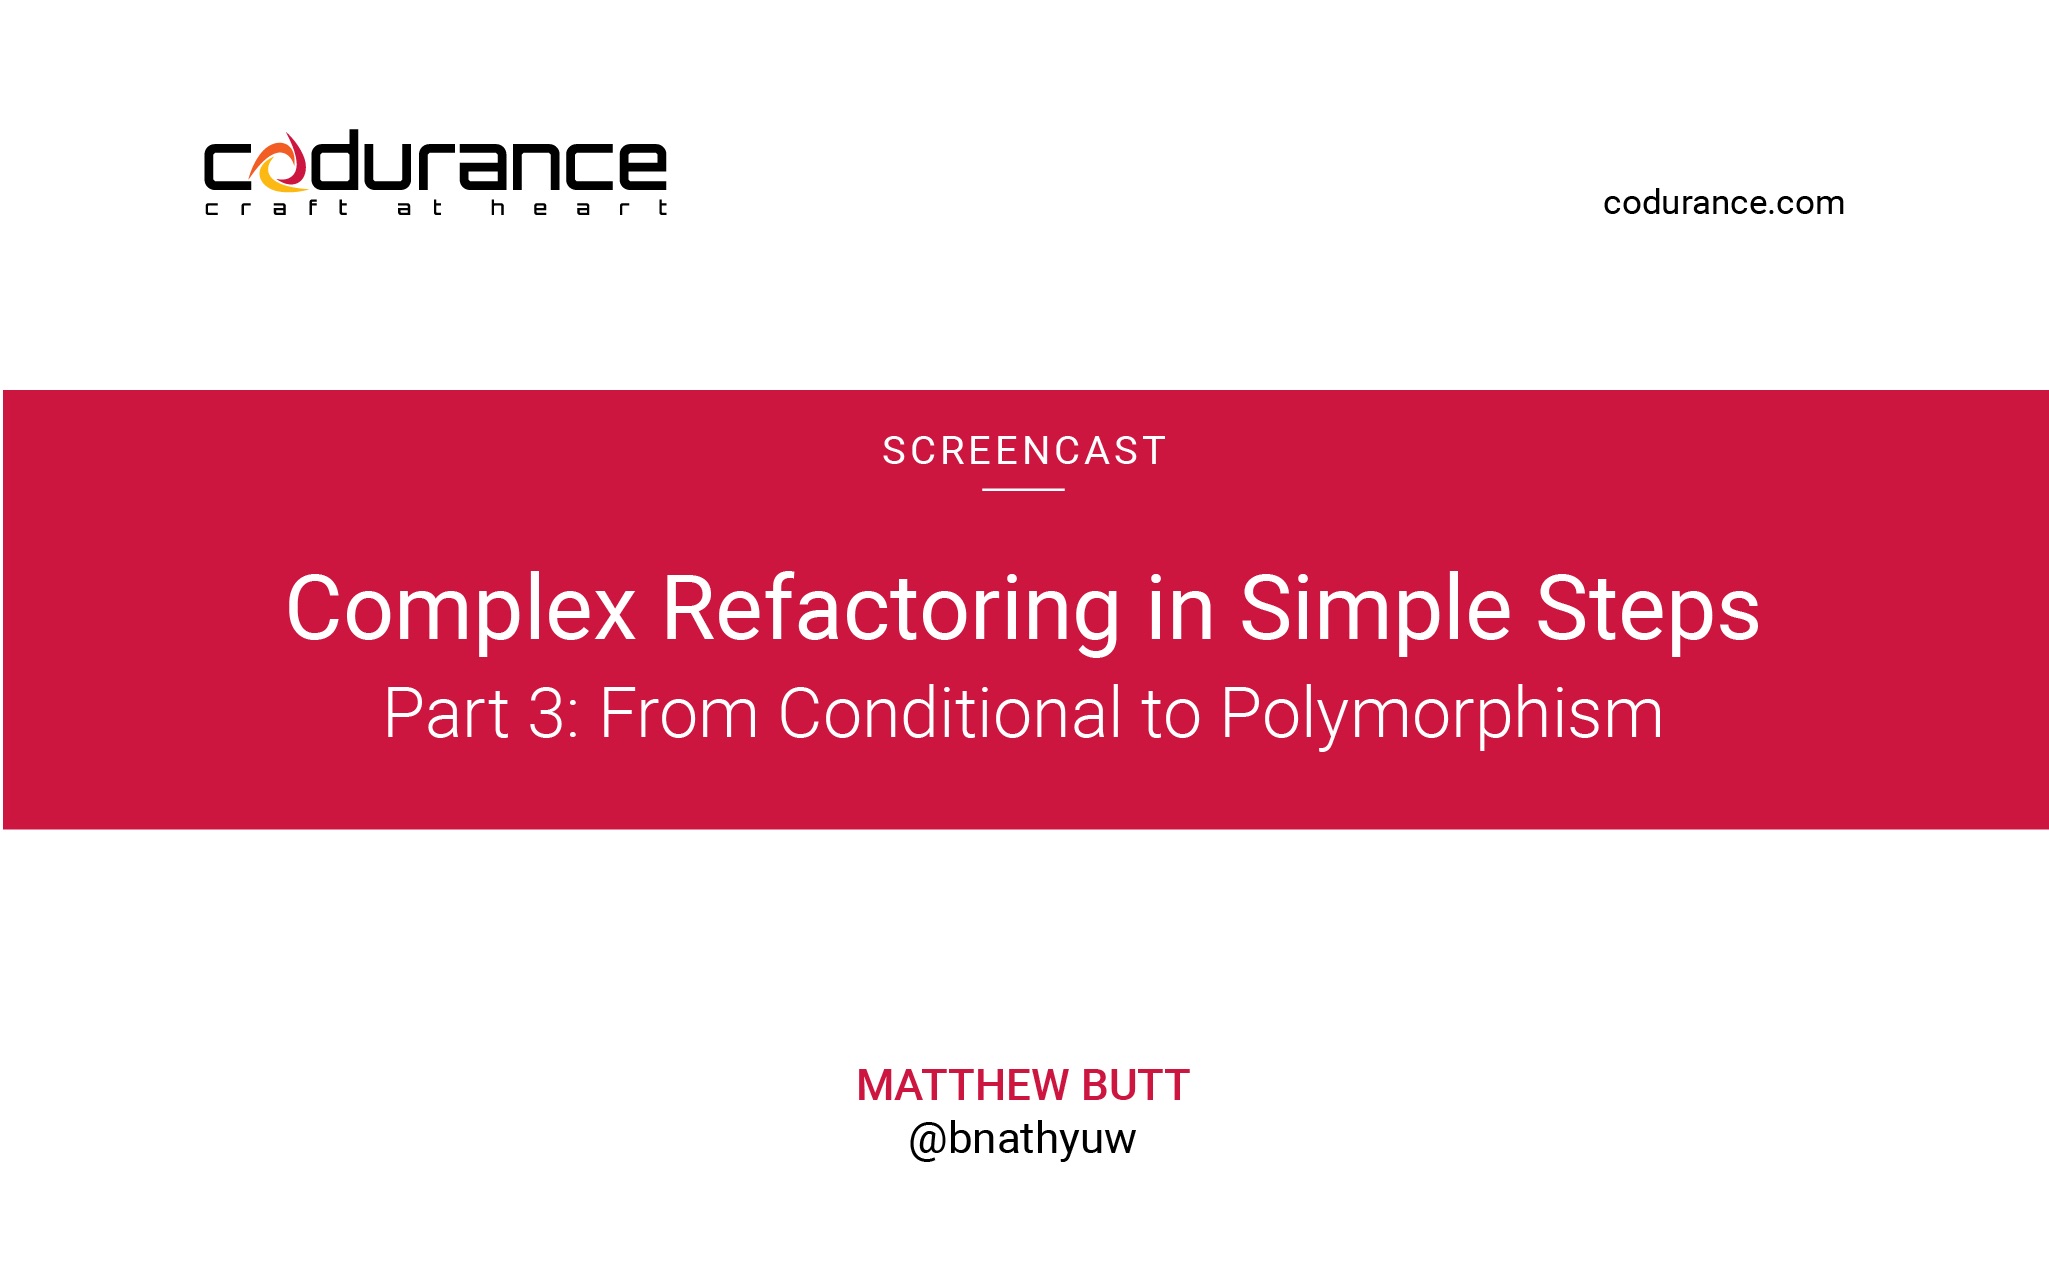 codurance
craft at heart
codurance.com
SCREENCAST
Complex Refactoring in Simple Steps
Part 3: From Conditional to Polymorphism
MATTHEW BUTT
@bnathyuw